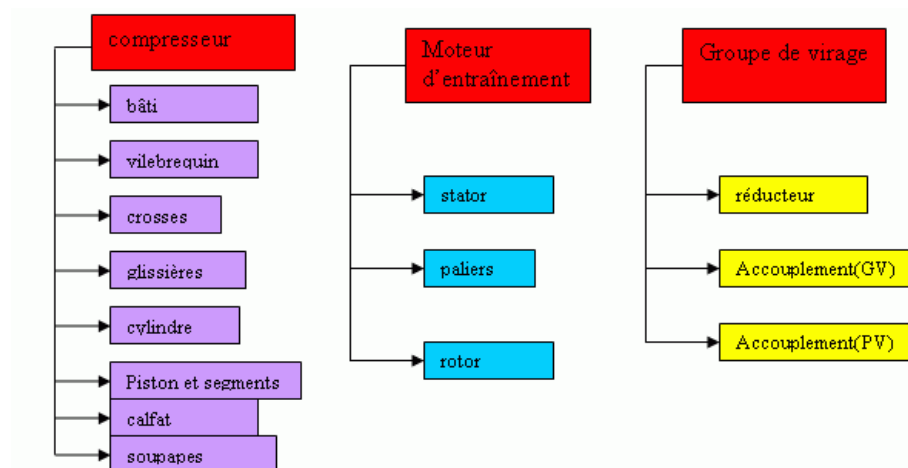 compresseur
bâti
vilebrequin
crosses
glissières
cylindre
Piston et segments
calfat
soupapes
Moteur
d'entraînement
stator
paliers
rotor
Groupe de virage
réducteur
Accouplement(GV)
Accouplement(PV)